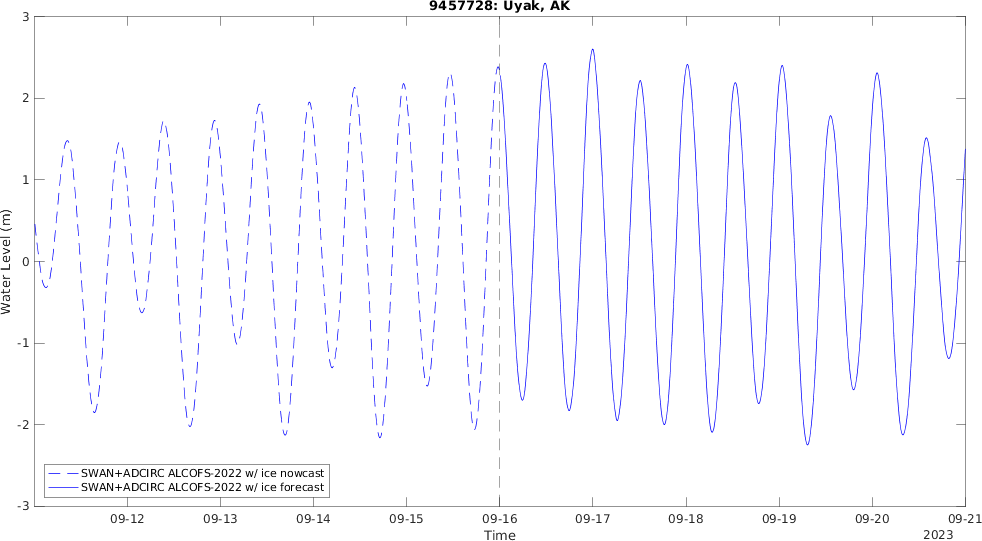 9457728: Uyak, AK
3
2
1
0
-1
-2
-3
Water Level (m)
SWAN+ADCIRC ALCOFS-2022 w/ ice nowcast
SWAN+ADCIRC ALCOFS-2022 w/ ice forecast
09-12 09-13 09-14 09-15 09-16 09-17 09-18 09-19 09-20 09-21
Time
2023